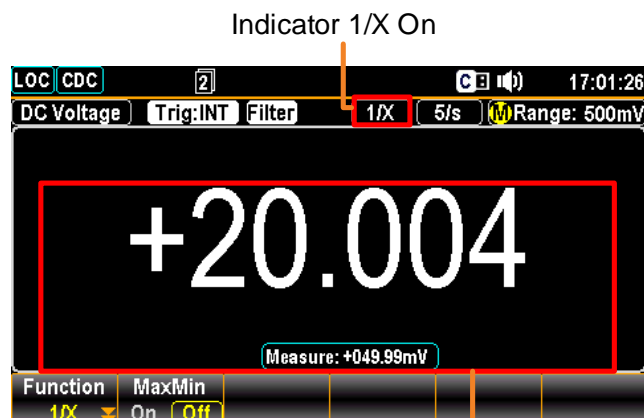 Indicator 1/X On
LOC CDC 2 C 17:01:26
DC Voltage Trig:INT Filter 1/X 5/s M Range: 500mV
+20.004
Measure: +049.99mV
Function MaxMin
1/X On Off